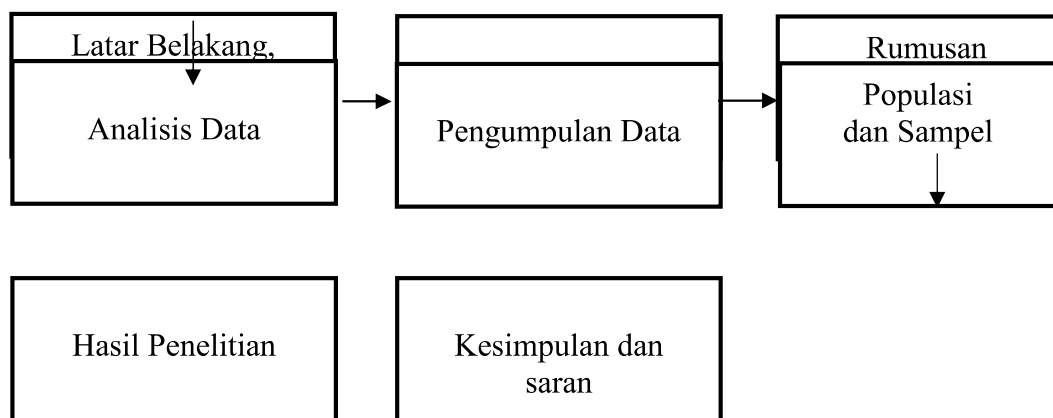 Latar Belakang,
Rumusan
Analisis Data
Pengumpulan Data
Populasi
dan Sampel
Hasil Penelitian
Kesimpulan dan
saran